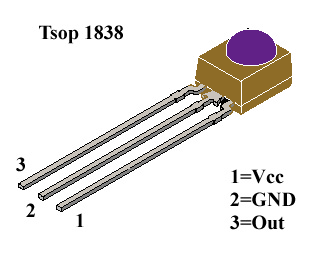 Tsop 1838
3
2
1
1=Vcc
2=GND
3=Out